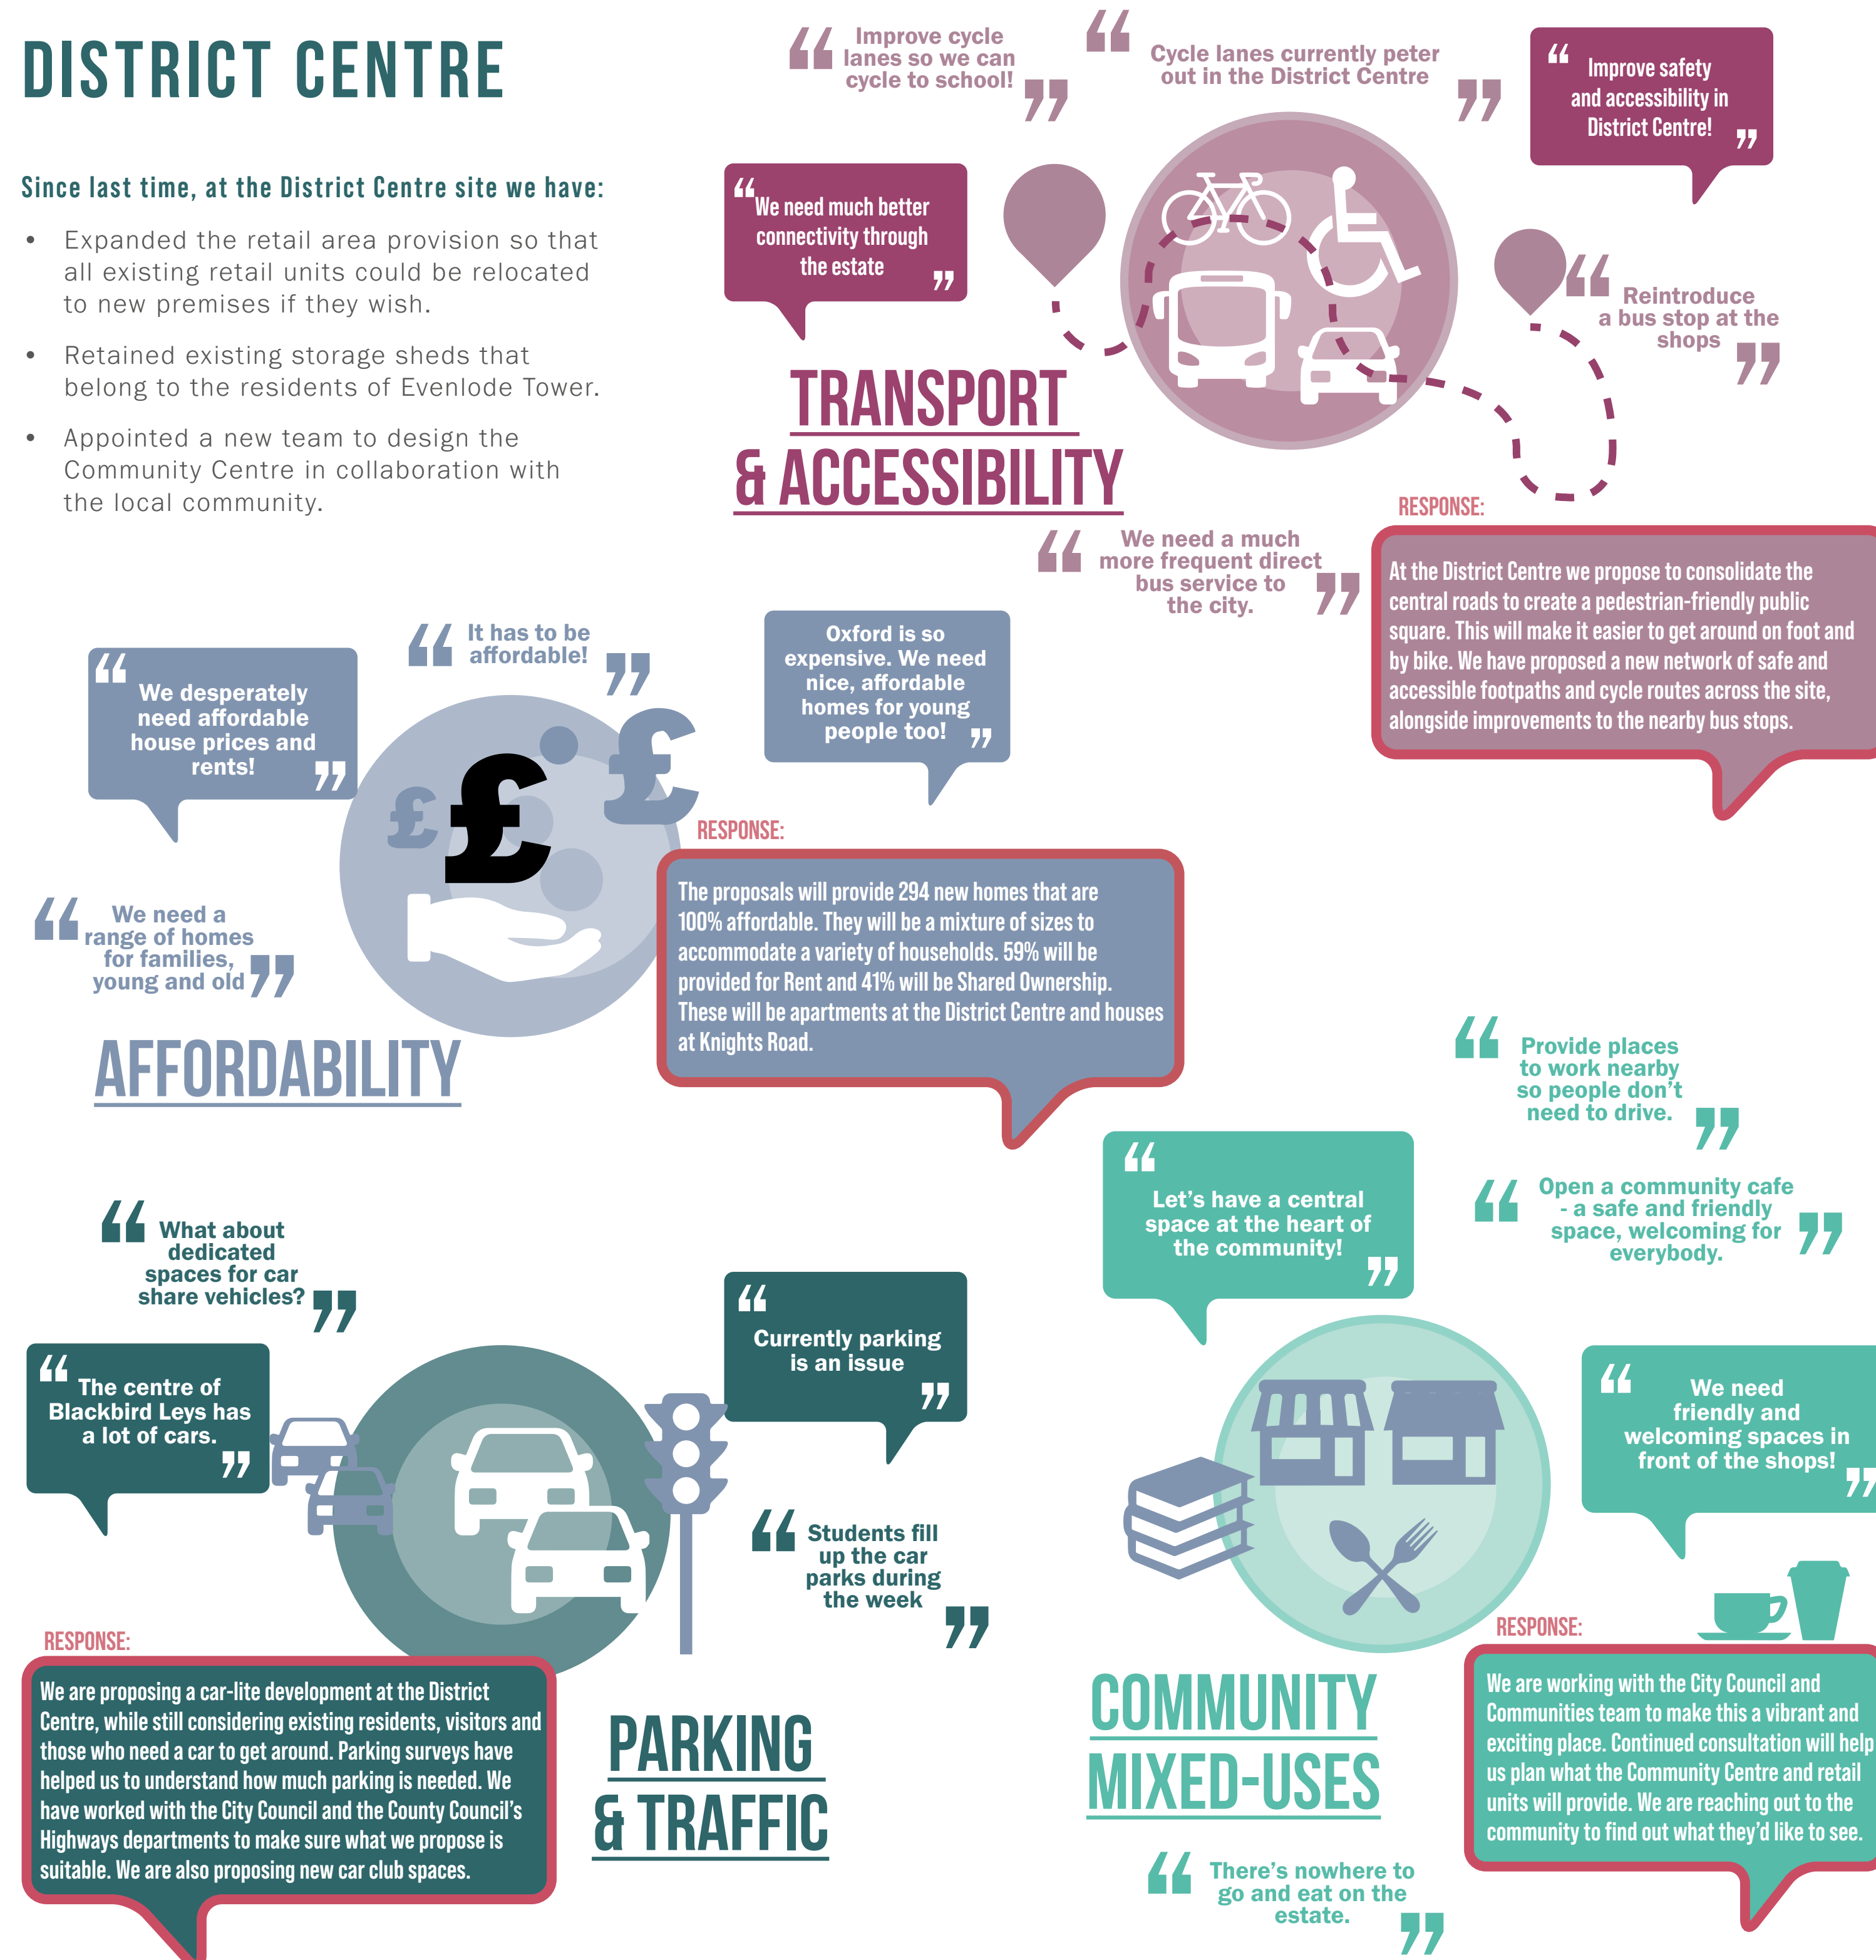 DISTRICT CENTRE
Since last time, at the District Centre site we have:
• Expanded the retail area provision so that
all existing retail units could be relocated
to new premises if they wish.
• Retained existing storage sheds that
belong to the residents of Evenlode Tower.
• Appointed a new team to design the
Community Centre in collaboration with
the local community.
“ Improve cycle
lanes so we can
cycle to school! ”
“ Cycle lanes currently peter
out in the District Centre ”
“ Improve safety
and accessibility in
District Centre! ”
“ We need much better
connectivity through
the estate ”
“ Reintroduce
a bus stop at the
shops ”
TRANSPORT
& ACCESSIBILITY
“ We need a much
more frequent direct
bus service to
the city. ”
RESPONSE:
At the District Centre we propose to consolidate the
central roads to create a pedestrian-friendly public
square. This will make it easier to get around on foot and
by bike. We have proposed a new network of safe and
accessible footpaths and cycle routes across the site,
alongside improvements to the nearby bus stops.
“ We desperately
need affordable
house prices and
rents! ”
“ It has to be
affordable! ”
Oxford is so
expensive. We need
nice, affordable
homes for young
people too! ”
£
£
£
“ We need a
range of homes
for families,
young and old ”
AFFORDABILITY
RESPONSE:
The proposals will provide 294 new homes that are
100% affordable. They will be a mixture of sizes to
accommodate a variety of households. 59% will be
provided for Rent and 41% will be Shared Ownership.
These will be apartments at the District Centre and houses
at Knights Road.
“ What about
dedicated
spaces for car
share vehicles? ”
“ The centre of
Blackbird Leys has
a lot of cars. ”
“ Currently parking
is an issue ”
“ Students fill
up the car
parks during
the week ”
RESPONSE:
We are proposing a car-lite development at the District
Centre, while still considering existing residents, visitors and
those who need a car to get around. Parking surveys have
helped us to understand how much parking is needed. We
have worked with the City Council and the County Council’s
Highways departments to make sure what we propose is
suitable. We are also proposing new car club spaces.
PARKING
& TRAFFIC
“ Provide places
to work nearby
so people don’t
need to drive. ”
“ Let’s have a central
space at the heart of
the community! ”
“ Open a community cafe
- a safe and friendly
space, welcoming for
everybody. ”
“ We need
friendly and
welcoming spaces in
front of the shops! ”
COMMUNITY
MIXED-USES
RESPONSE:
We are working with the City Council and
Communities team to make this a vibrant and
exciting place. Continued consultation will help
us plan what the Community Centre and retail
units will provide. We are reaching out to the
community to find out what they’d like to see.
“ There’s nowhere to
go and eat on the
estate. ”